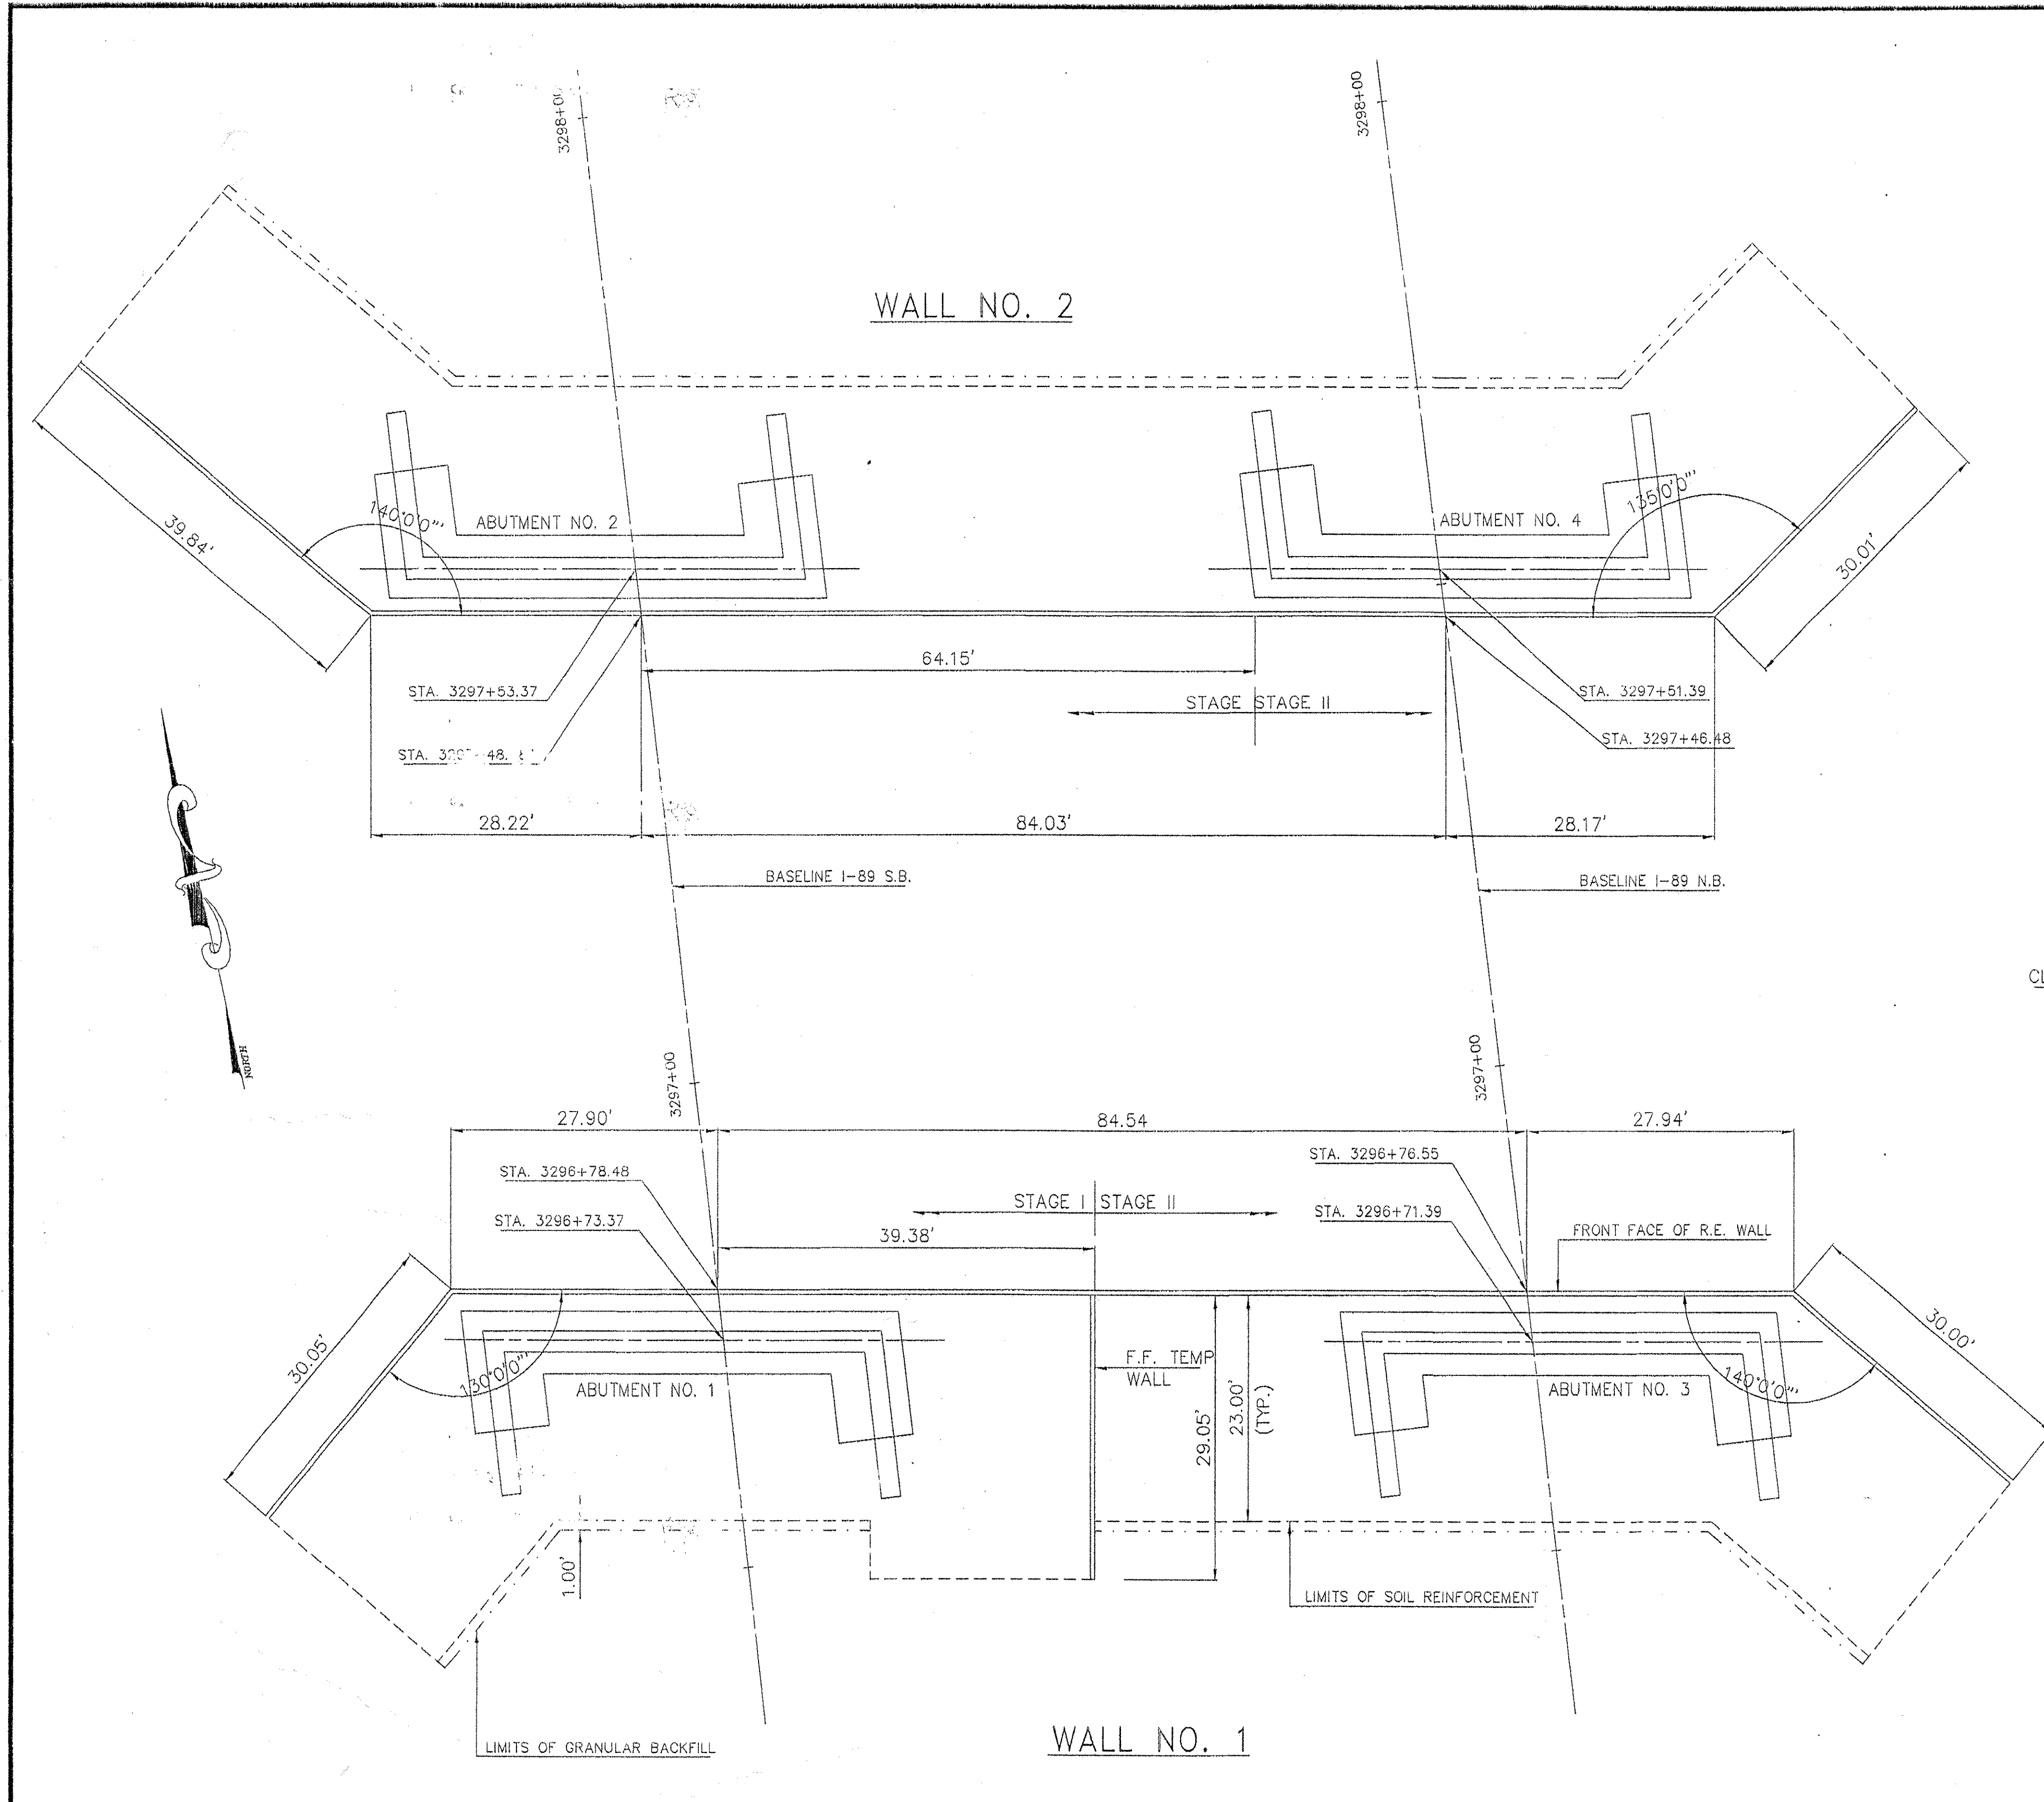 3298+00
3298+00
WALL NO. 2
140°0'0"
ABUTMENT NO. 2
ABUTMENT NO. 4
135°0'0"
39.84'
30.01'
64.15'
STA. 3297+53.37
STAGE STAGE II
STA. 3297+51.39
STA. 48.
STA. 3297+46.48
28.22'
84.03'
28.17'
BASELINE I-89 S.B.
BASELINE I-89 N.B.
CL
NORTH
3297+00
3297+00
27.90'
84.54
27.94'
STA. 3296+78.48
STA. 3296+76.55
STAGE I STAGE II
STA. 3296+73.37
STA. 3296+71.39
39.38'
FRONT FACE OF R.E. WALL
30.05'
30.00'
130°0'0"
F.F. TEMP
WALL
ABUTMENT NO. 1
ABUTMENT NO. 3
140°0'0"
29.05'
23.00'
(TYP.)
1.00'
LIMITS OF SOIL REINFORCEMENT
LIMITS OF GRANULAR BACKFILL
WALL NO. 1